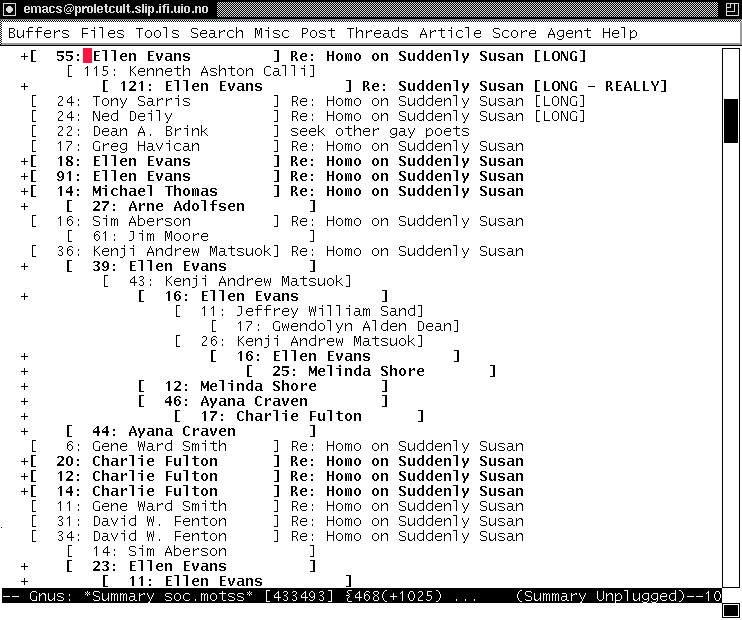 emacs@proletcult.slip.ifi.uio.no
Buffers Files Tools Search Misc Post Threads Article Score Agent Help
+[  55: Ellen Evans         ] Re: Homo on Suddenly Susan [LONG]
     [ 115: Kenneth Ashton Calli]
+        [ 121: Ellen Evans         ] Re: Suddenly Susan [LONG - REALLY]
 [  24: Tony Sarris         ] Re: Homo on Suddenly Susan [LONG]
 [  24: Ned Deily           ] Re: Homo on Suddenly Susan [LONG]
 [  22: Dean A. Brink       ] seek other gay poets
 [  17: Greg Havican        ] Re: Homo on Suddenly Susan
+[  18: Ellen Evans         ] Re: Homo on Suddenly Susan
+[  91: Ellen Evans         ] Re: Homo on Suddenly Susan
+[  14: Michael Thomas      ] Re: Homo on Suddenly Susan
+    [  27: Arne Adolfsen       ]
 [  16: Sim Aberson         ] Re: Homo on Suddenly Susan
     [  61: Jim Moore           ]
 [  36: Kenji Andrew Matsuok] Re: Homo on Suddenly Susan
+    [  39: Ellen Evans         ]
         [  43: Kenji Andrew Matsuok]
+            [  16: Ellen Evans         ]
                 [  11: Jeffrey William Sand]
                     [  17: Gwendolyn Alden Dean]
                 [  26: Kenji Andrew Matsuok]
+                    [  16: Ellen Evans         ]
+                        [  25: Melinda Shore       ]
+            [  12: Melinda Shore       ]
+            [  46: Ayana Craven        ]
+                [  17: Charlie Fulton      ]
+    [  44: Ayana Craven        ]
 [   6: Gene Ward Smith     ] Re: Homo on Suddenly Susan
+[  20: Charlie Fulton      ] Re: Homo on Suddenly Susan
+[  12: Charlie Fulton      ] Re: Homo on Suddenly Susan
+[  14: Charlie Fulton      ] Re: Homo on Suddenly Susan
 [  11: Gene Ward Smith     ] Re: Homo on Suddenly Susan
 [  31: David W. Fenton     ] Re: Homo on Suddenly Susan
 [  34: David W. Fenton     ] Re: Homo on Suddenly Susan
     [  14: Sim Aberson         ]
+    [  23: Ellen Evans         ]
+        [  11: Ellen Evans         ]
-- Gnus: *Summary soc.motss* [433493] {468(+1025) ...    (Summary Unplugged)--10